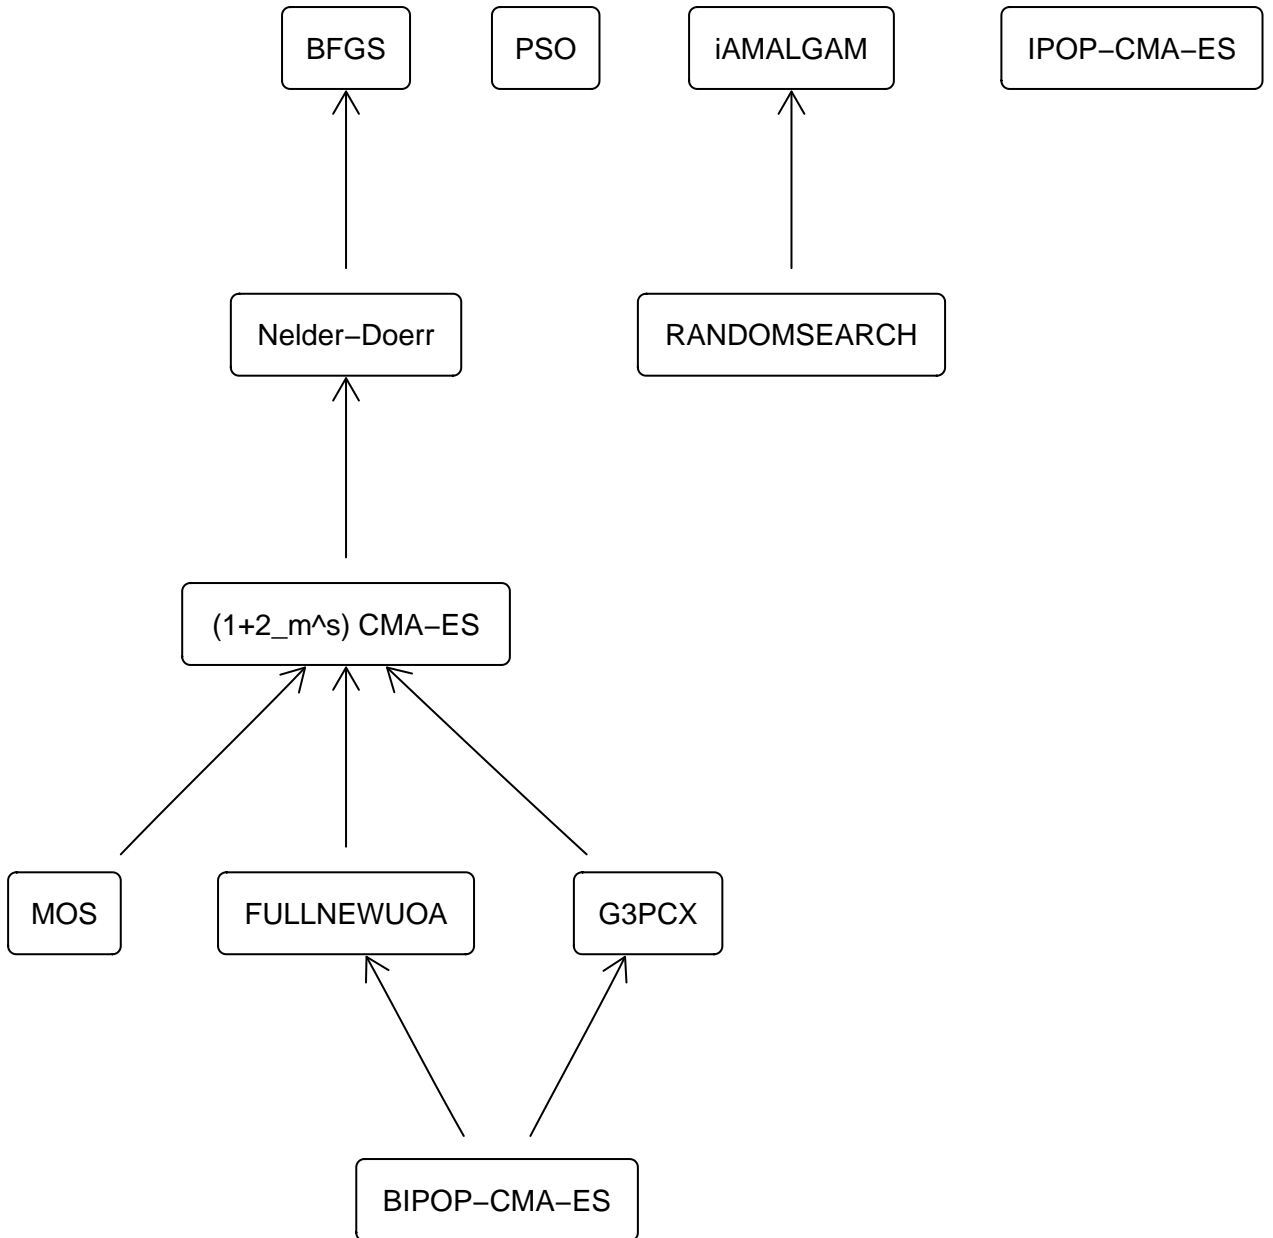 BFGS
PSO
iAMALGAM
IPOP−CMA−ES
Nelder−Doerr
RANDOMSEARCH
(1+2_m^s) CMA−ES
MOS
FULLNEWUOA
G3PCX
BIPOP−CMA−ES